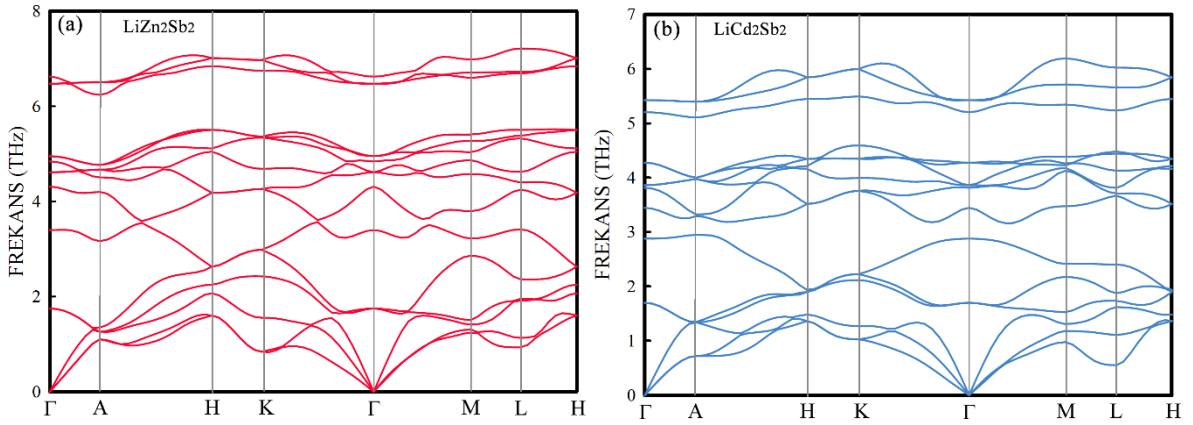 (a) LiZn2Sb2
FREKANS (THz)
8
6
4
2
0
Γ A H K Γ M L H
(b) LiCd2Sb2
FREKANS (THz)
7
6
5
4
3
2
1
0
Γ A H K Γ M L H